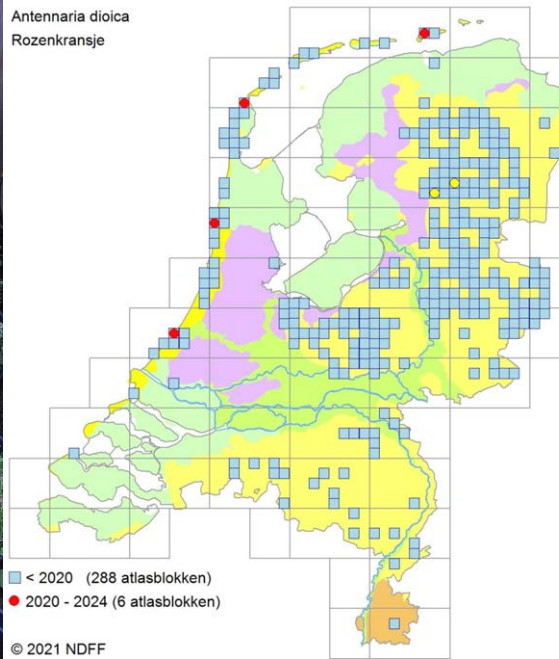 Antennaria dioica
Rozenkransje
< 2020 (288 atlasblokken)
2020 - 2024 (6 atlasblokken)
© 2021 NDFF